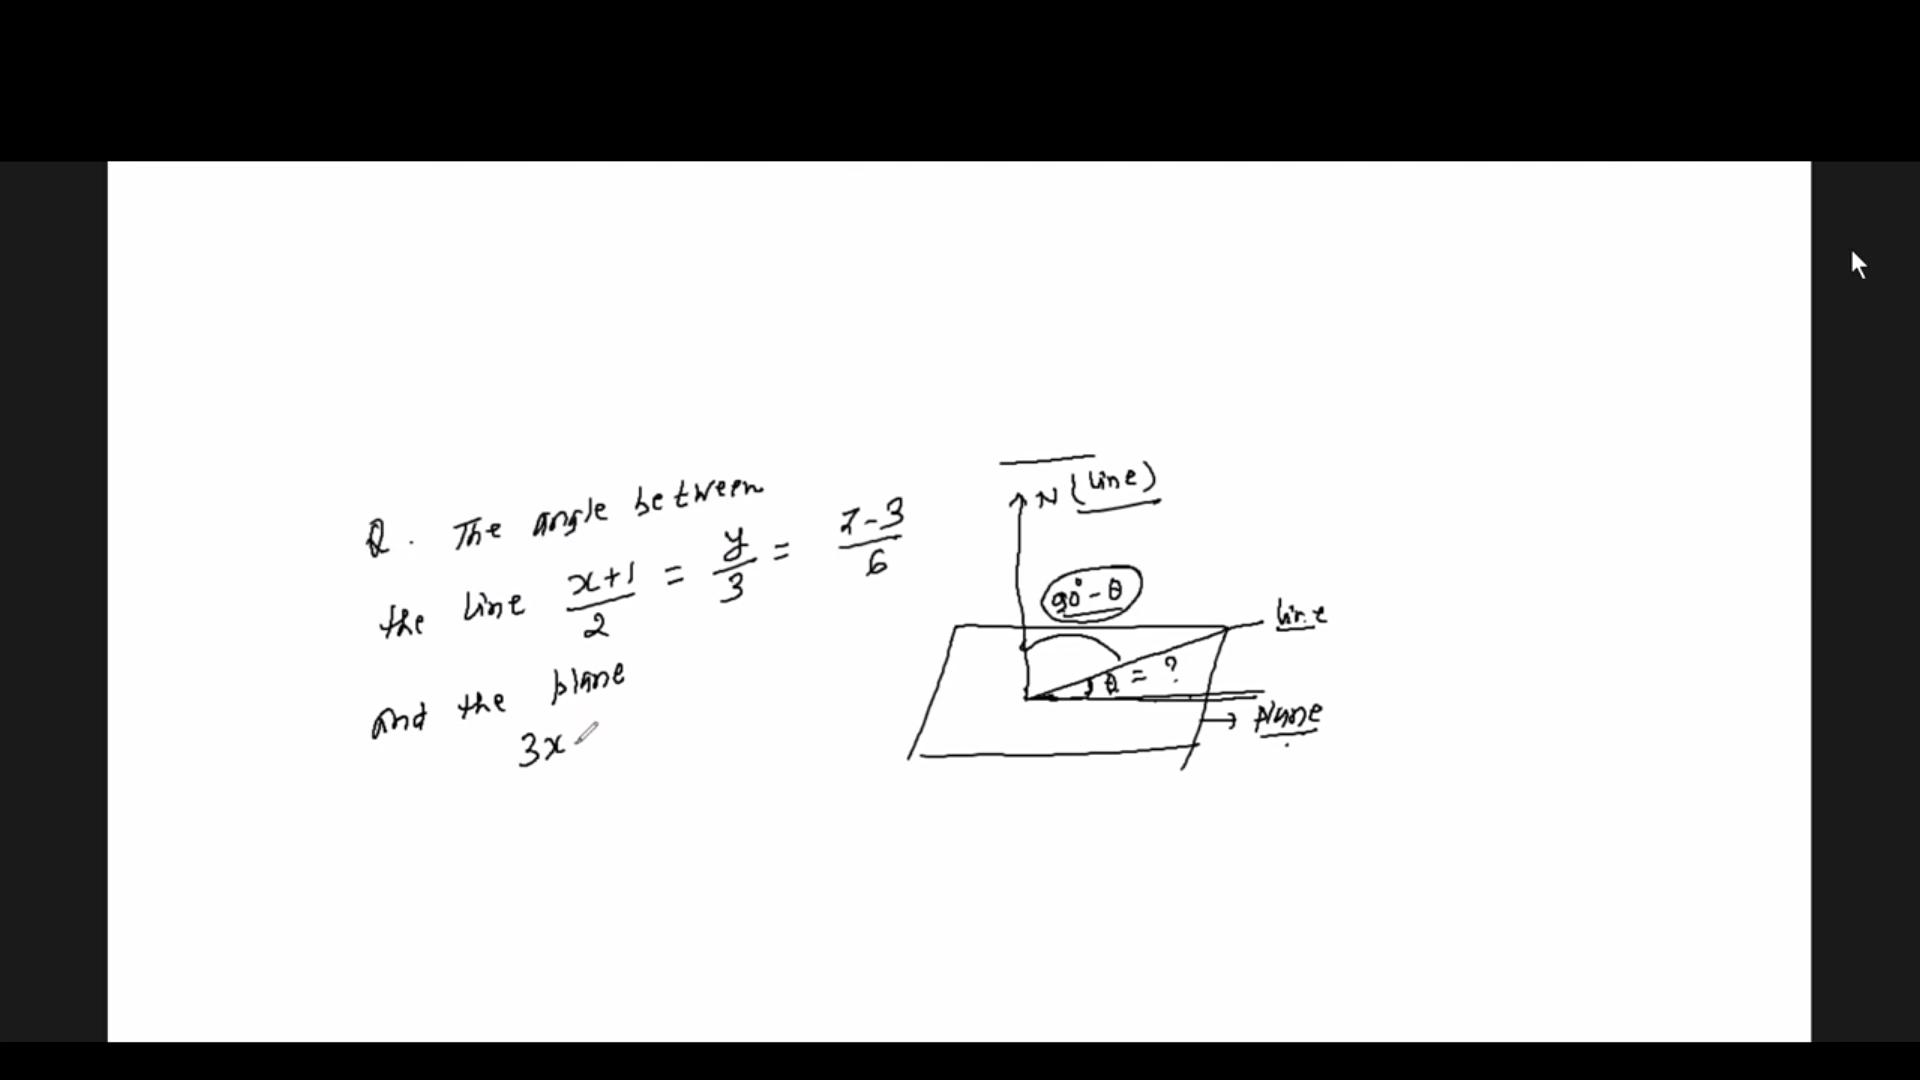 Q. The angle between
the line x+1/2 = y/3 = z-3/6
and the plane
3x
N (line)
90° - θ
line
θ = ?
plane